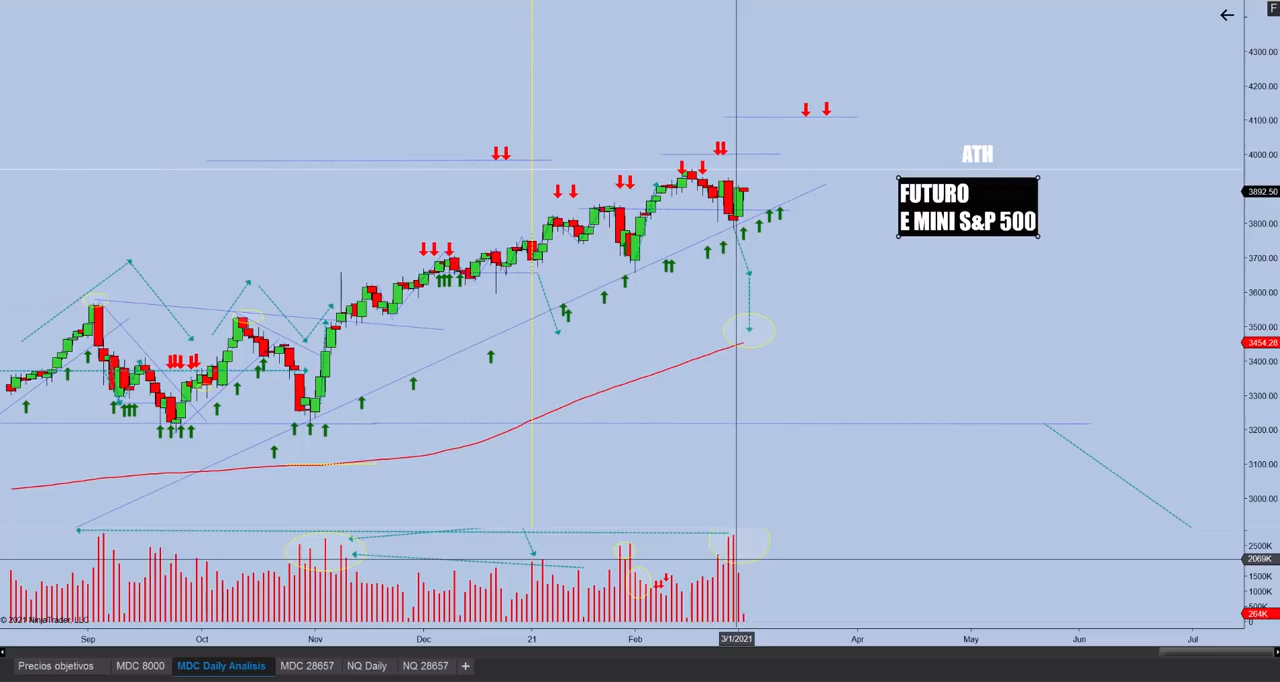 F
4300.00
4200.00
4100.00
ATH
4000.00
FUTURO
E MINI S&P 500
3892.50
3800.00
3700.00
3600.00
3500.00
3454.28
3400.00
3300.00
3200.00
3100.00
3000.00
2500K
2069K
1500K
1000K
500K
264K
0
© 2021 NinjaTrader, LLC
Sep Oct Nov Dec 21 Feb 3/1/2021 Apr May Jun Jul
Precios objetivos MDC 8000 MDC Daily Analisis MDC 28657 NQ Daily NQ 28657 +